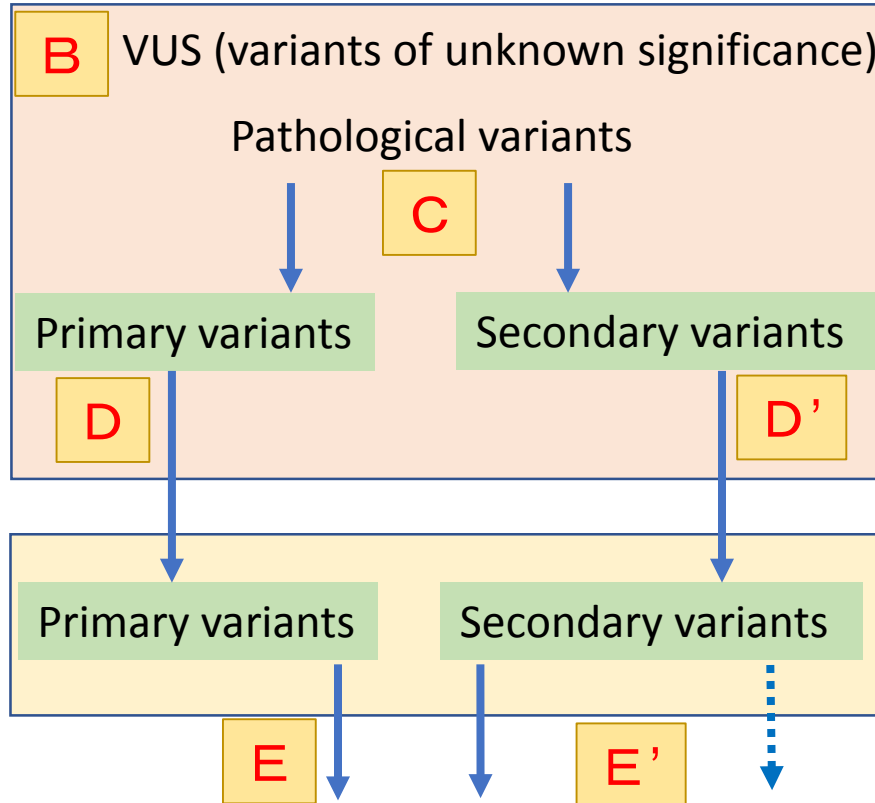 B VUS (variants of unknown significance)
Pathological variants
C
Primary variants Secondary variants
D D'
Primary variants Secondary variants
E E'